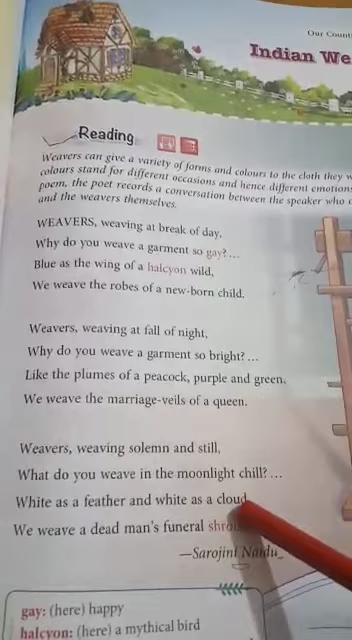 Our Count
Indian We
Reading
Weavers can give a variety of forms and colours to the cloth they w
colours stand for different occasions and hence different emotion
poem, the poet records a conversation between the speaker who
and the weavers themselves.
WEAVERS, weaving at break of day,
Why do you weave a garment so gay?...
Blue as the wing of a halcyon wild,
We weave the robes of a new-born child.
Weavers, weaving at fall of night,
Why do you weave a garment so bright?...
Like the plumes of a peacock, purple and green,
We weave the marriage-veils of a queen.
Weavers, weaving solemn and still,
What do you weave in the moonlight chill?...
White as a feather and white as a cloud
We weave a dead man's funeral shro
—Sarojini Naidu
gay: (here) happy
halcyon: (here) a mythical bird